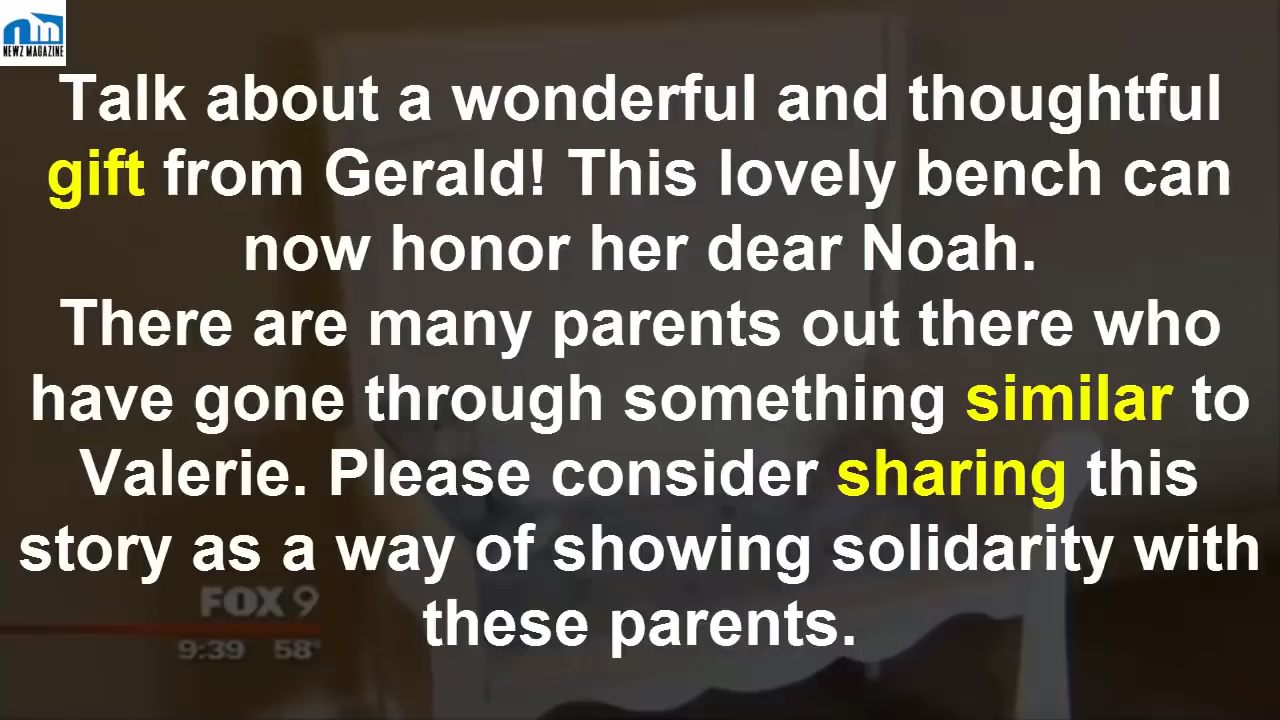 NEWZ MAGAZINE
Talk about a wonderful and thoughtful
gift from Gerald! This lovely bench can
now honor her dear Noah.
There are many parents out there who
have gone through something similar to
Valerie. Please consider sharing this
story as a way of showing solidarity with
these parents.
FOX 9
9:39 58°